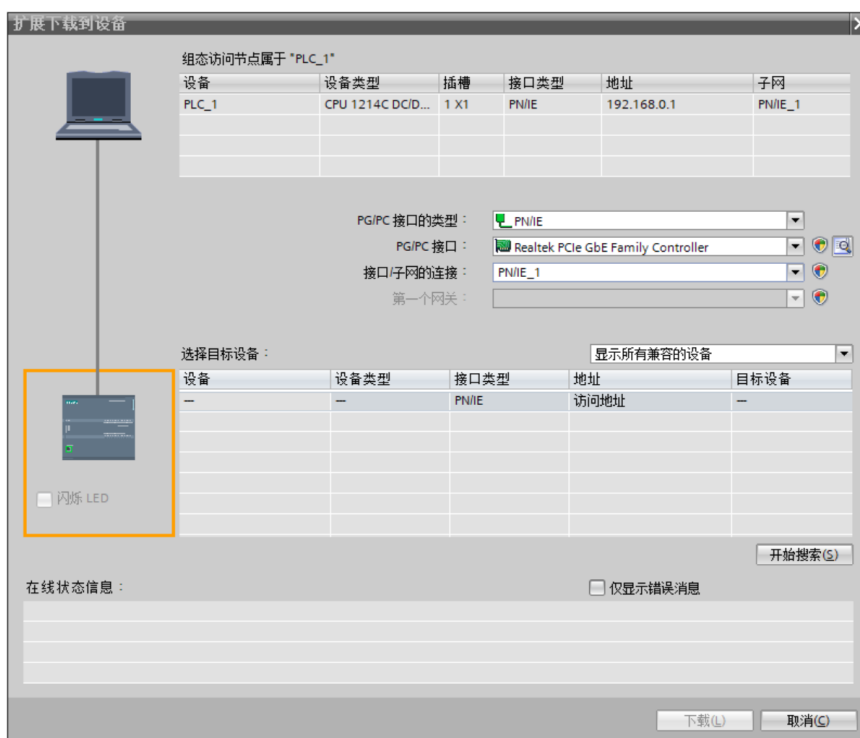 扩展下载到设备
组态访问节点属于 "PLC_1"
设备 设备类型 插槽 接口类型 地址 子网
PLC_1 CPU 1214C DC/D... 1 X1 PN/IE 192.168.0.1 PN/IE_1
PG/PC 接口的类型： PN/IE
PG/PC 接口： Realtek PCIe GbE Family Controller
接口/子网的连接： PN/IE_1
第一个网关：
选择目标设备： 显示所有兼容的设备
设备 设备类型 接口类型 地址 目标设备
— — PN/IE 访问地址 —
闪烁 LED
开始搜索(S)
在线状态信息： 仅显示错误消息
下载(L) 取消(C)